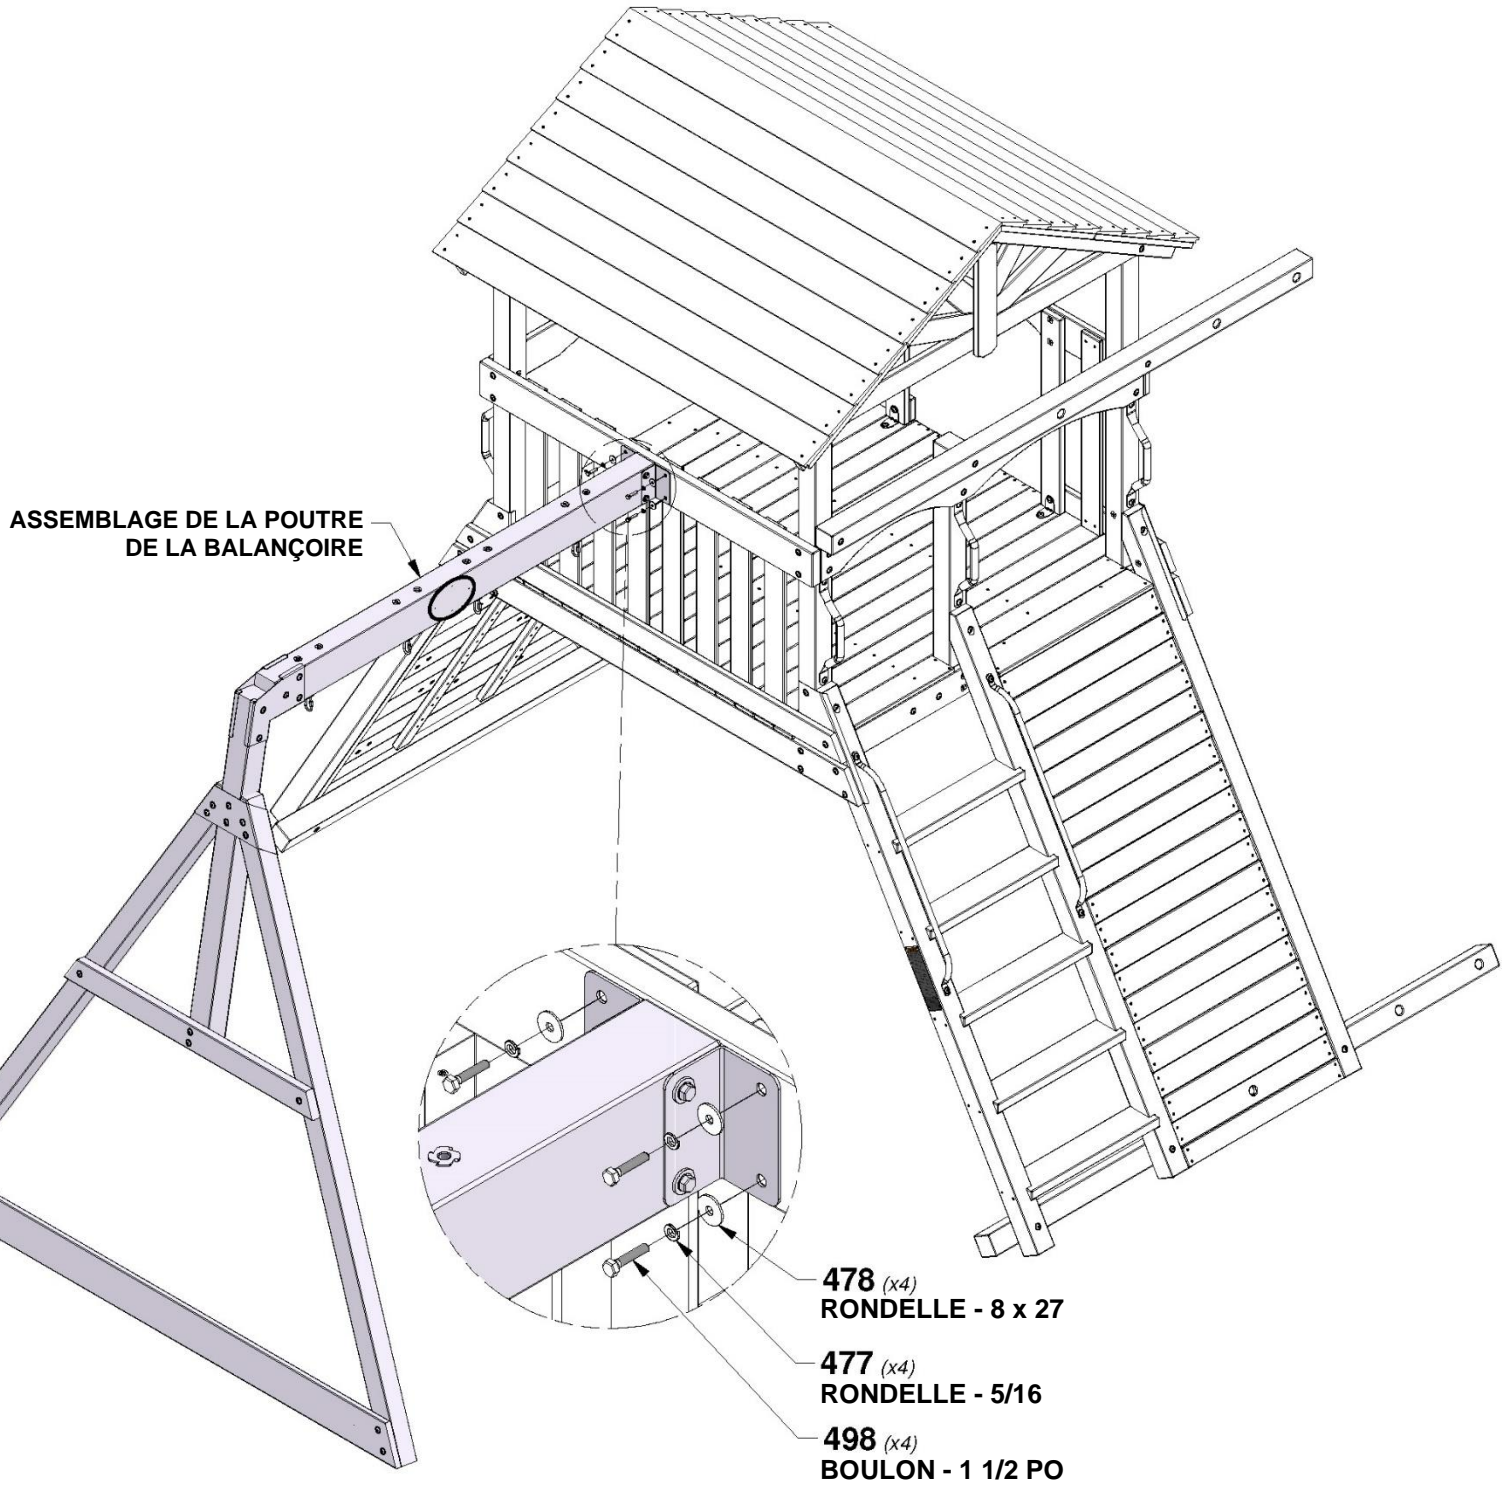 ASSEMBLAGE DE LA POUTRE
DE LA BALANÇOIRE
478 (x4)
RONDELLE - 8 x 27
477 (x4)
RONDELLE - 5/16
498 (x4)
BOULON - 1 1/2 PO